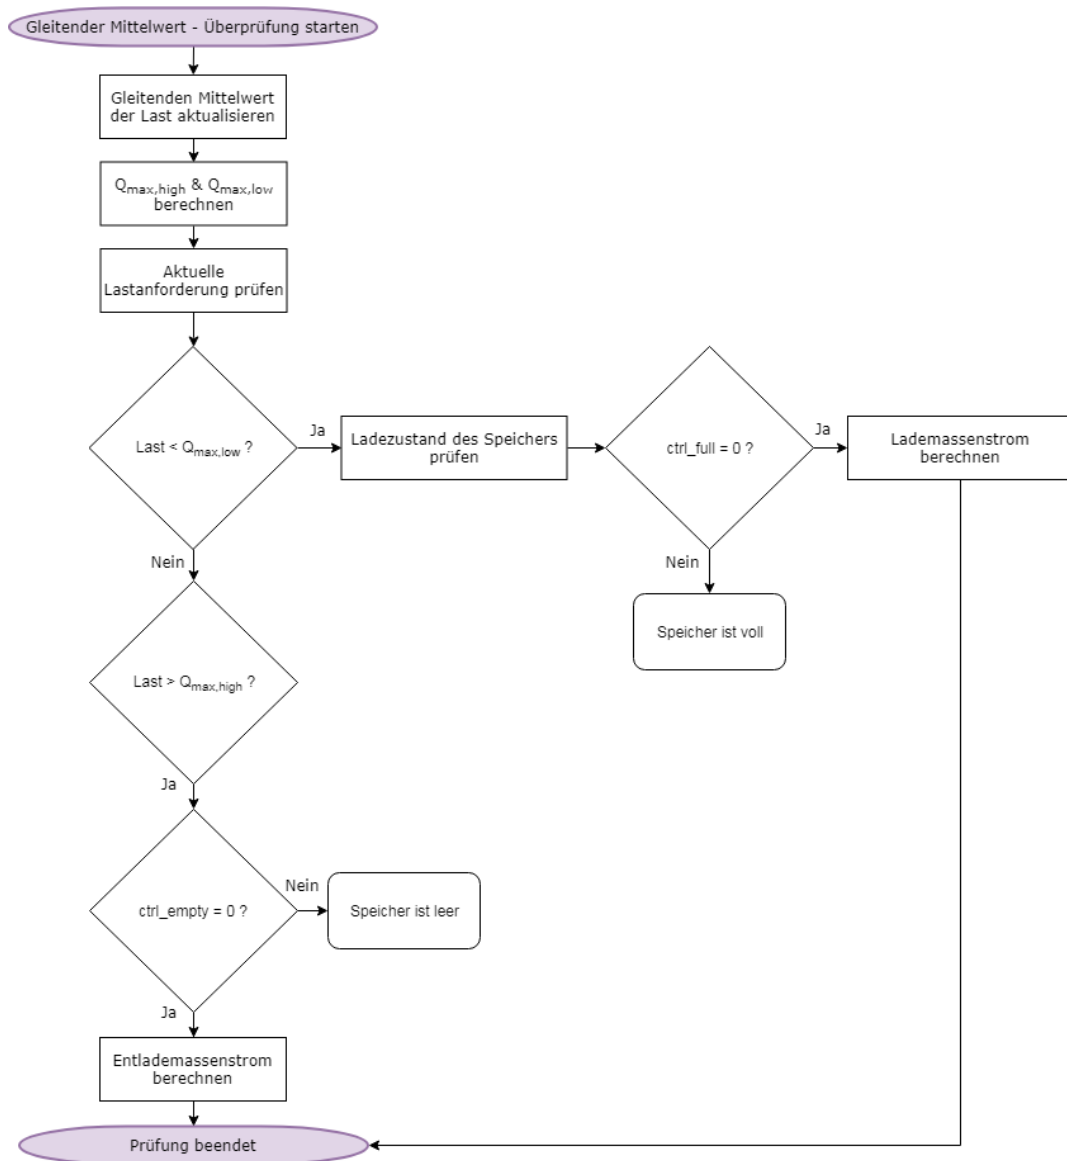 Gleitender Mittelwert - Überprüfung starten
Gleitenden Mittelwert
der Last aktualisieren
Qmax,high & Qmax,low
berechnen
Aktuelle
Lastanforderung prüfen
Last < Qmax,low ?
Ja
Ladezustand des Speichers
prüfen
ctrl_full = 0 ?
Ja
Lademassenstrom
berechnen
Nein
Nein
Speicher ist voll
Last > Qmax,high ?
Ja
ctrl_empty = 0 ?
Nein
Speicher ist leer
Ja
Entlademassenstrom
berechnen
Prüfung beendet